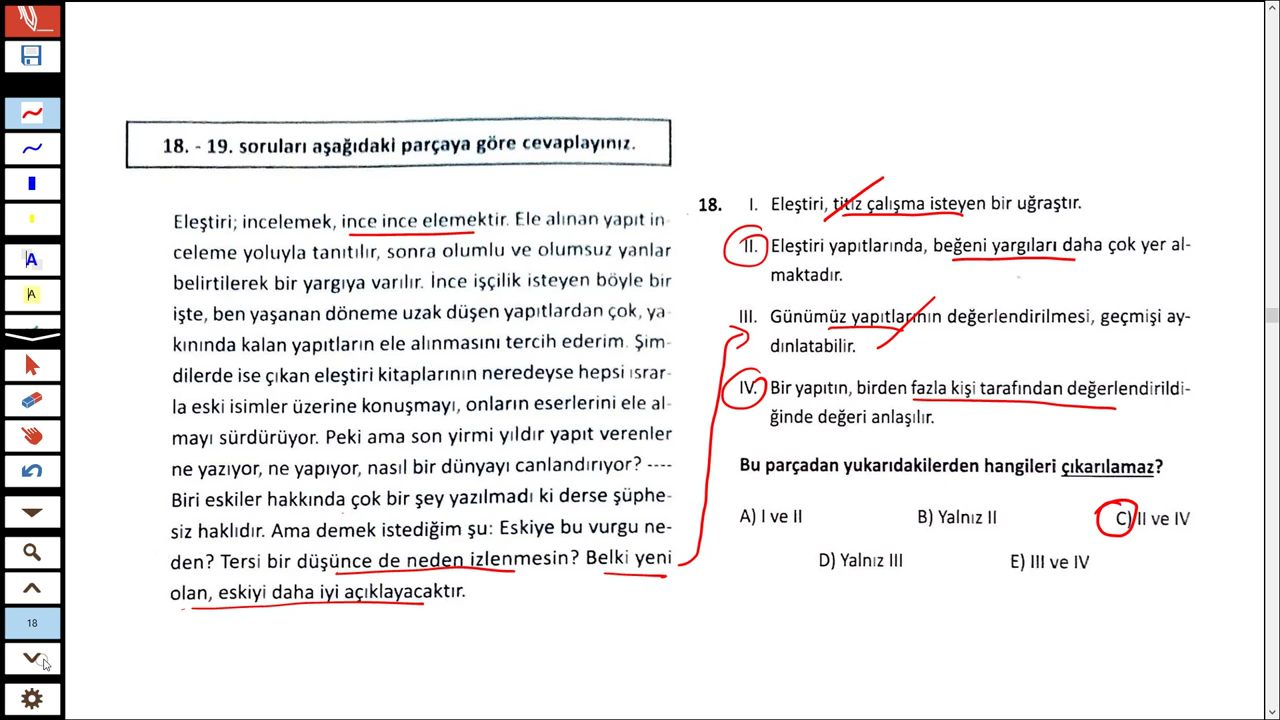 18. - 19. soruları aşağıdaki parçaya göre cevaplayınız.
Eleştiri; incelemek, ince ince elemektir. Ele alınan yapıt in-
celeme yoluyla tanıtılır, sonra olumlu ve olumsuz yanlar
belirtilerek bir yargıya varılır. İnce işçilik isteyen böyle bir
işte, ben yaşanan döneme uzak düşen yapıtlardan çok, ya-
kınında kalan yapıtların ele alınmasını tercih ederim. Şim-
dilerde ise çıkan eleştiri kitaplarının neredeyse hepsi ısrar-
la eski isimler üzerine konuşmayı, onların eserlerini ele al-
mayı sürdürüyor. Peki ama son yirmi yıldır yapıt verenler
ne yazıyor, ne yapıyor, nasıl bir dünyayı canlandırıyor? ----
Biri eskiler hakkında çok bir şey yazılmadı ki derse şüphe-
siz haklıdır. Ama demek istediğim şu: Eskiye bu vurgu ne-
den? Tersi bir düşünce de neden izlenmesin? Belki yeni
olan, eskiyi daha iyi açıklayacaktır.
18. I. Eleştiri, titiz çalışma isteyen bir uğraştır.
II. Eleştiri yapıtlarında, beğeni yargıları daha çok yer al-
maktadır.
III. Günümüz yapıtlarının değerlendirilmesi, geçmişi ay-
dınlatabilir.
IV. Bir yapıtın, birden fazla kişi tarafından değerlendirildi-
ğinde değeri anlaşılır.
Bu parçadan yukarıdakilerden hangileri çıkarılamaz?
A) I ve II B) Yalnız II C) II ve IV
D) Yalnız III E) III ve IV
A
A
18